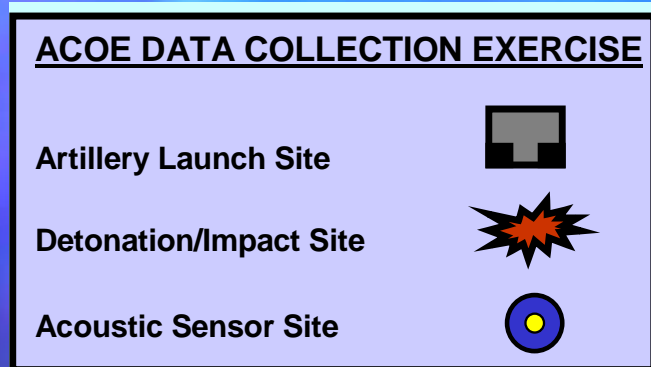 ACOE DATA COLLECTION EXERCISE
Artillery Launch Site
Detonation/Impact Site
Acoustic Sensor Site